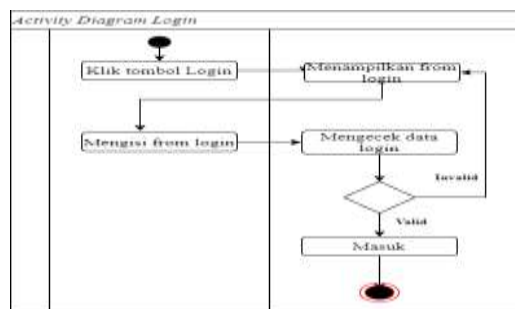 Activity Diagram Login
Klik tombol Login
Menampilkan from
login
Mengisi from login
Mengecek data
login
Invalid
Valid
Masuk